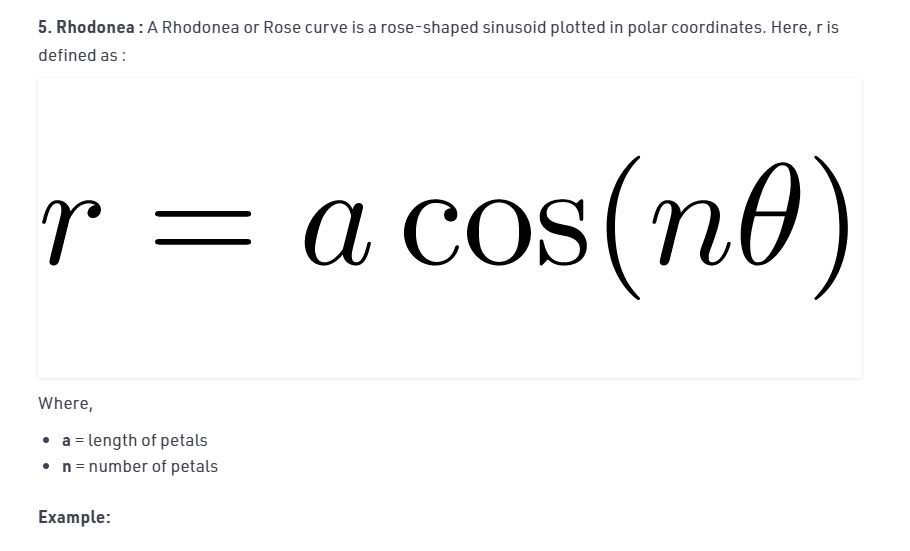 5. Rhodonea : A Rhodonea or Rose curve is a rose-shaped sinusoid plotted in polar coordinates. Here, r is
defined as :
r = a cos(nθ)
Where,
• a = length of petals
• n = number of petals
Example: